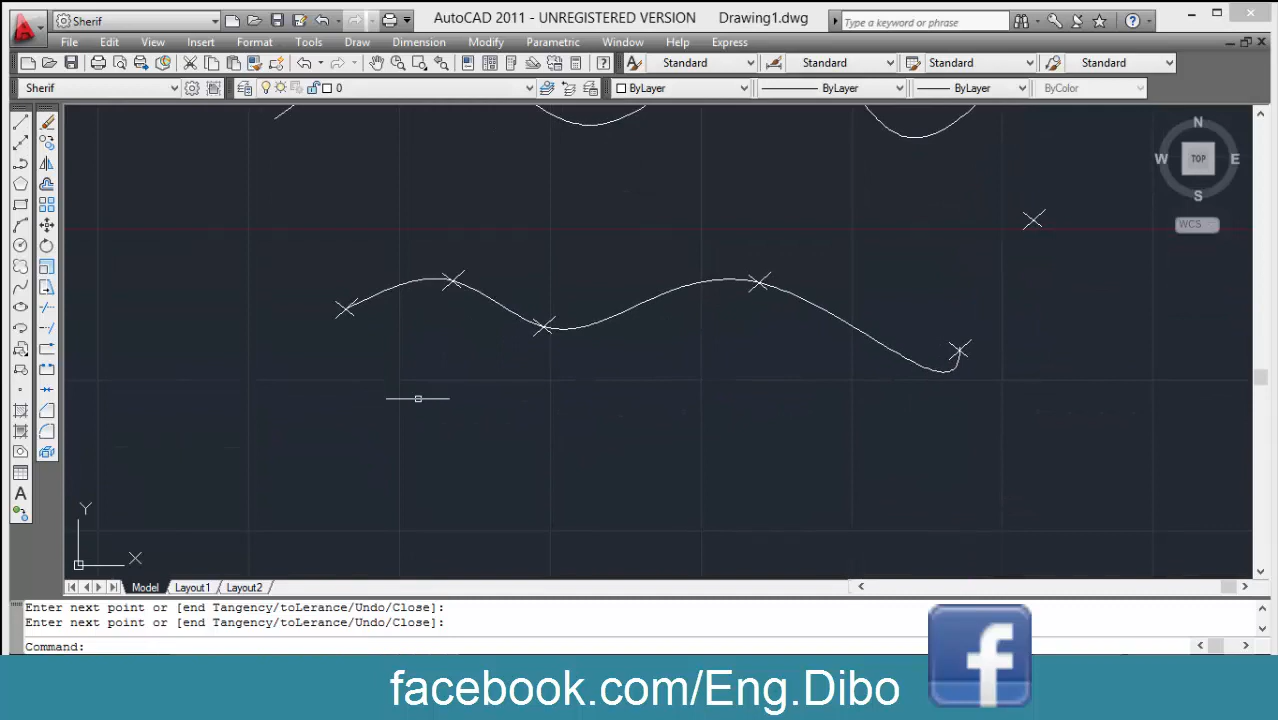 Sherif
AutoCAD 2011 - UNREGISTERED VERSION Drawing1.dwg
Type a keyword or phrase
File Edit View Insert Format Tools Draw Dimension Modify Parametric Window Help Express
Standard Standard Standard Standard
Sherif 0 ByLayer ByLayer ByLayer ByColor
N
W TOP E
S
WCS
Y
X
Model Layout1 Layout2
Enter next point or [end Tangency/toLerance/Undo/Close]:
Enter next point or [end Tangency/toLerance/Undo/Close]:
Command:
facebook.com/Eng.Dibo